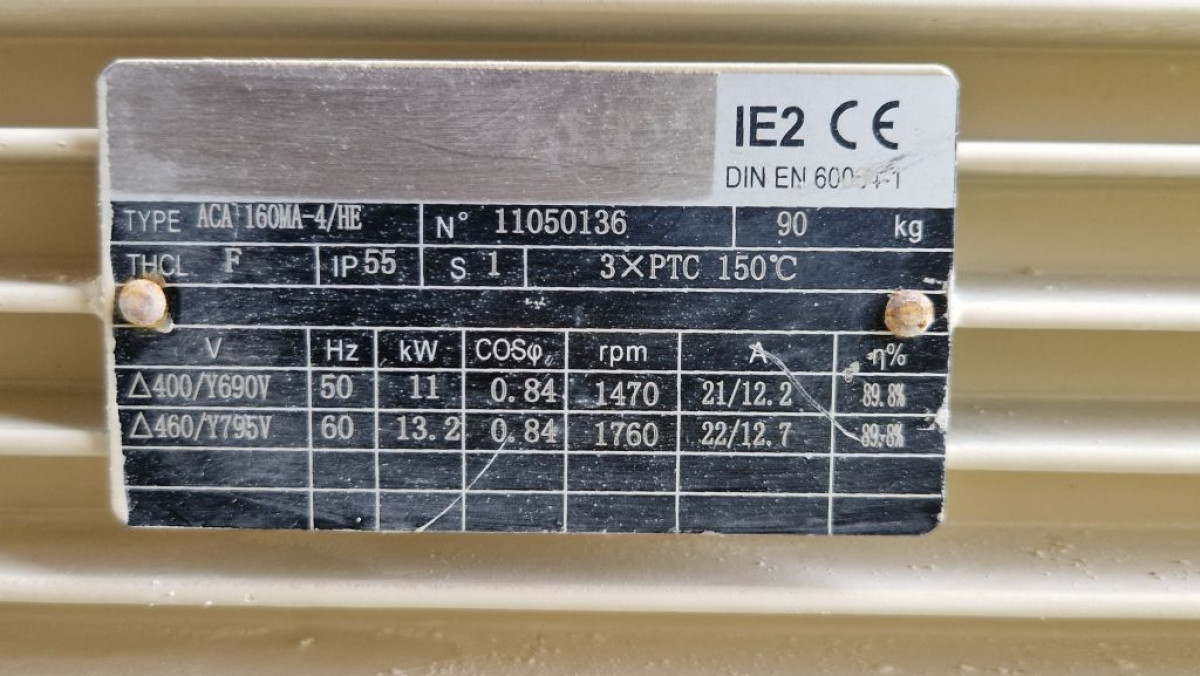 IE2 CE
DIN EN
TYPE ACA 160MA-4/HE N° 11050136 90 kg
THCL F IP 55 S 1 3×PTC 150℃
V Hz kW COSφ rpm A η%
Δ400/Y690V 50 11 0.84 1470 21/12.2 89.8%
Δ460/Y795V 60 13.2 0.84 1760 22/12.7 89.8%